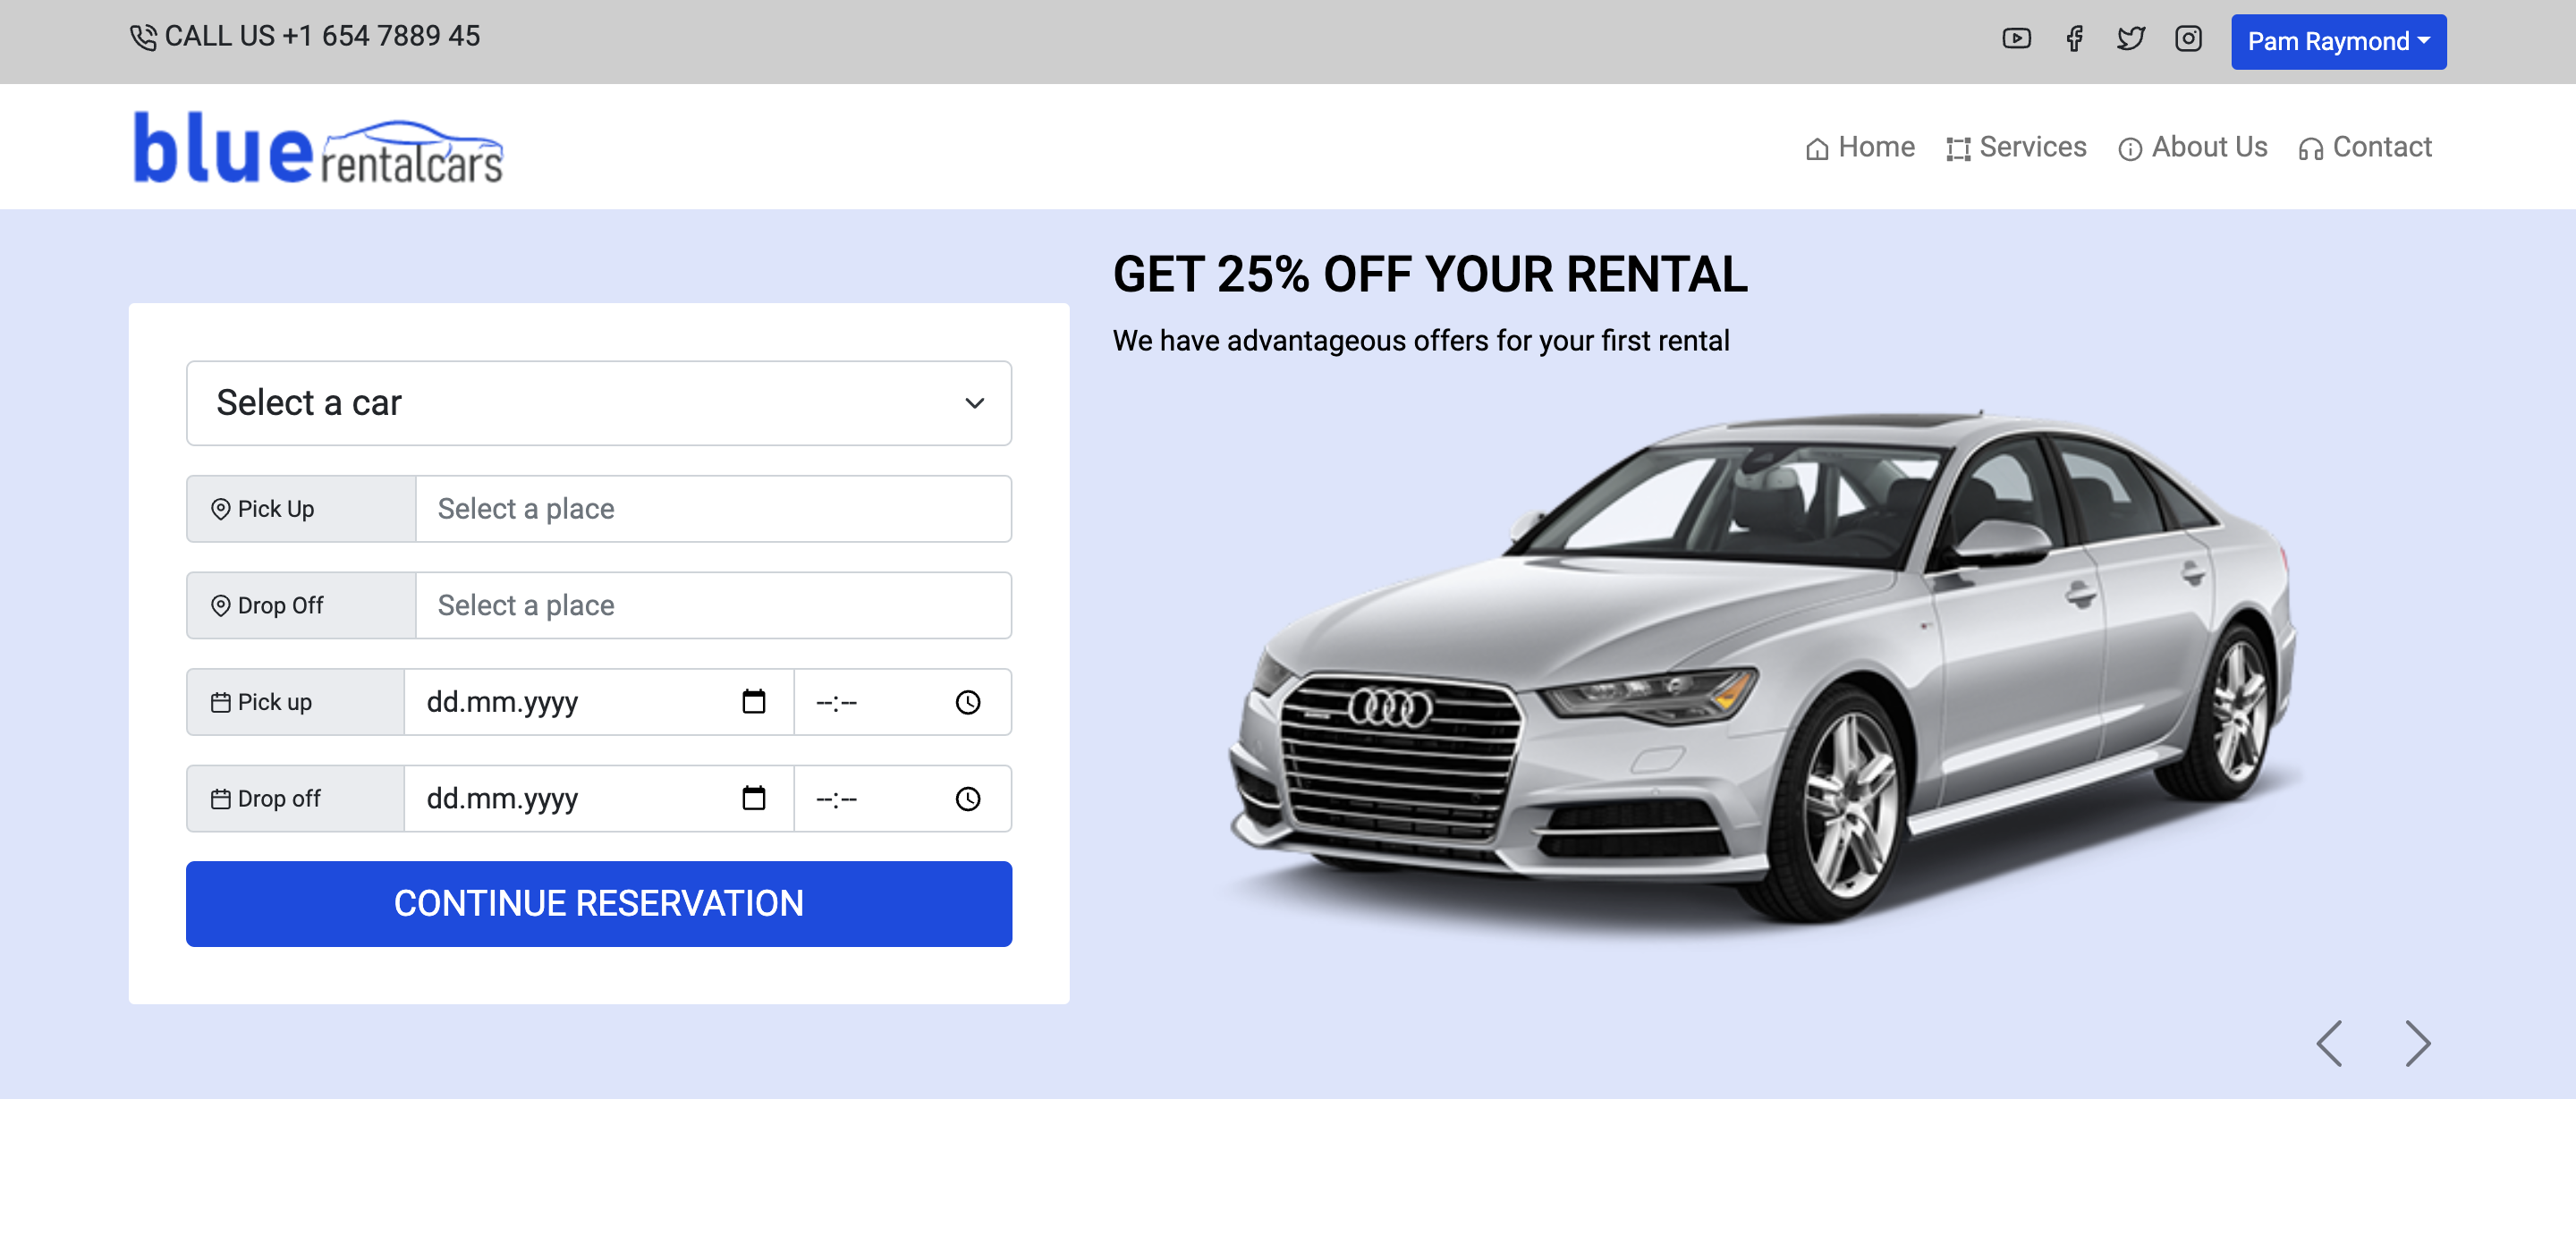 CALL US +1 654 7889 45
Pam Raymond
blue rentalcars
Home
Services
About Us
Contact
GET 25% OFF YOUR RENTAL
We have advantageous offers for your first rental
Select a car
Pick Up
Select a place
Drop Off
Select a place
Pick up
dd.mm.yyyy
--:--
Drop off
dd.mm.yyyy
--:--
CONTINUE RESERVATION